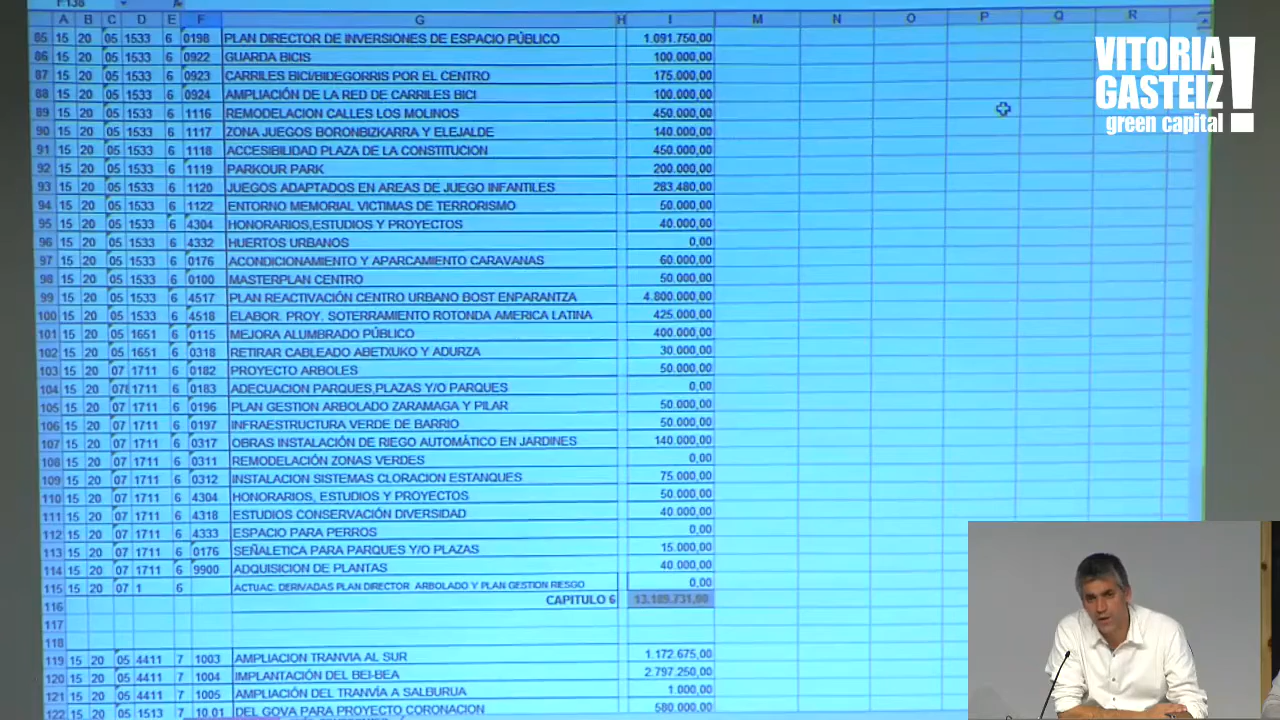 F138
A B C D E F G H I M N O P Q R
85 15 20 05 1533 6 0198 PLAN DIRECTOR DE INVERSIONES DE ESPACIO PÚBLICO 1.091.750,00
86 15 20 05 1533 6 0922 GUARDA BICIS 100.000,00
87 15 20 05 1533 6 0923 CARRILES BICI/BIDEGORRIS POR EL CENTRO 175.000,00
88 15 20 05 1533 6 0924 AMPLIACIÓN DE LA RED DE CARRILES BICI 100.000,00
89 15 20 05 1533 6 1116 REMODELACION CALLES LOS MOLINOS 450.000,00
90 15 20 05 1533 6 1117 ZONA JUEGOS BORONBIZKARRA Y ELEJALDE 140.000,00
91 15 20 05 1533 6 1118 ACCESIBILIDAD PLAZA DE LA CONSTITUCION 450.000,00
92 15 20 05 1533 6 1119 PARKOUR PARK 200.000,00
93 15 20 05 1533 6 1120 JUEGOS ADAPTADOS EN AREAS DE JUEGO INFANTILES 283.480,00
94 15 20 05 1533 6 1122 ENTORNO MEMORIAL VICTIMAS DE TERRORISMO 50.000,00
95 15 20 05 1533 6 4304 HONORARIOS,ESTUDIOS Y PROYECTOS 40.000,00
96 15 20 05 1533 6 4332 HUERTOS URBANOS 0,00
97 15 20 05 1533 6 0176 ACONDICIONAMIENTO Y APARCAMIENTO CARAVANAS 60.000,00
98 15 20 05 1533 6 0100 MASTERPLAN CENTRO 50.000,00
99 15 20 05 1533 6 4517 PLAN REACTIVACIÓN CENTRO URBANO BOST ENPARANTZA 4.800.000,00
100 15 20 05 1533 6 4518 ELABOR. PROY. SOTERRAMIENTO ROTONDA AMERICA LATINA 425.000,00
101 15 20 05 1651 6 0115 MEJORA ALUMBRADO PÚBLICO 400.000,00
102 15 20 05 1651 6 0318 RETIRAR CABLEADO ABETXUKO Y ADURZA 30.000,00
103 15 20 07 1711 6 0182 PROYECTO ARBOLES 50.000,00
104 15 20 07 1711 6 0183 ADECUACION PARQUES,PLAZAS Y/O PARQUES 0,00
105 15 20 07 1711 6 0196 PLAN GESTION ARBOLADO ZARAMAGA Y PILAR 50.000,00
106 15 20 07 1711 6 0197 INFRAESTRUCTURA VERDE DE BARRIO 50.000,00
107 15 20 07 1711 6 0317 OBRAS INSTALACIÓN DE RIEGO AUTOMÀTICO EN JARDINES 140.000,00
108 15 20 07 1711 6 0311 REMODELACIÓN ZONAS VERDES 0,00
109 15 20 07 1711 6 0312 INSTALACION SISTEMAS CLORACION ESTANQUES 75.000,00
110 15 20 07 1711 6 4304 HONORARIOS, ESTUDIOS Y PROYECTOS 50.000,00
111 15 20 07 1711 6 4318 ESTUDIOS CONSERVACIÓN DIVERSIDAD 40.000,00
112 15 20 07 1711 6 4333 ESPACIO PARA PERROS 0,00
113 15 20 07 1711 6 0176 SEÑALETICA PARA PARQUES Y/O PLAZAS 15.000,00
114 15 20 07 1711 6 9900 ADQUISICION DE PLANTAS 40.000,00
115 15 20 07 1 6 ACTUAC. DERIVADAS PLAN DIRECTOR ARBOLADO Y PLAN GESTION RIESGO 0,00
116 CAPITULO 6 13.189.731,00
117
118
119 15 20 05 4411 7 1003 AMPLIACION TRANVIA AL SUR 1.172.675,00
120 15 20 05 4411 7 1004 IMPLANTACIÓN DEL BEI-BEA 2.797.250,00
121 15 20 05 4411 7 1005 AMPLIACIÓN DEL TRANVÍA A SALBURUA 1.000,00
122 15 20 05 1513 7 10.01 DEL GOVA PARA PROYECTO CORONACION 580.000,00
VITORIA
GASTEIZ
green capital